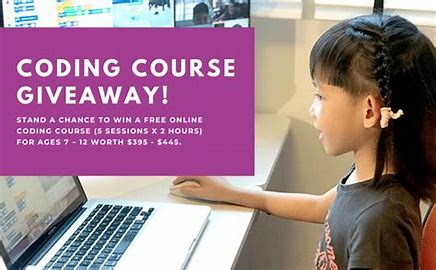 CODING COURSE
GIVEAWAY!
STAND A CHANCE TO WIN A FREE ONLINE
CODING COURSE (5 SESSIONS X 2 HOURS)
FOR AGES 7 – 12 WORTH $395 - $445.